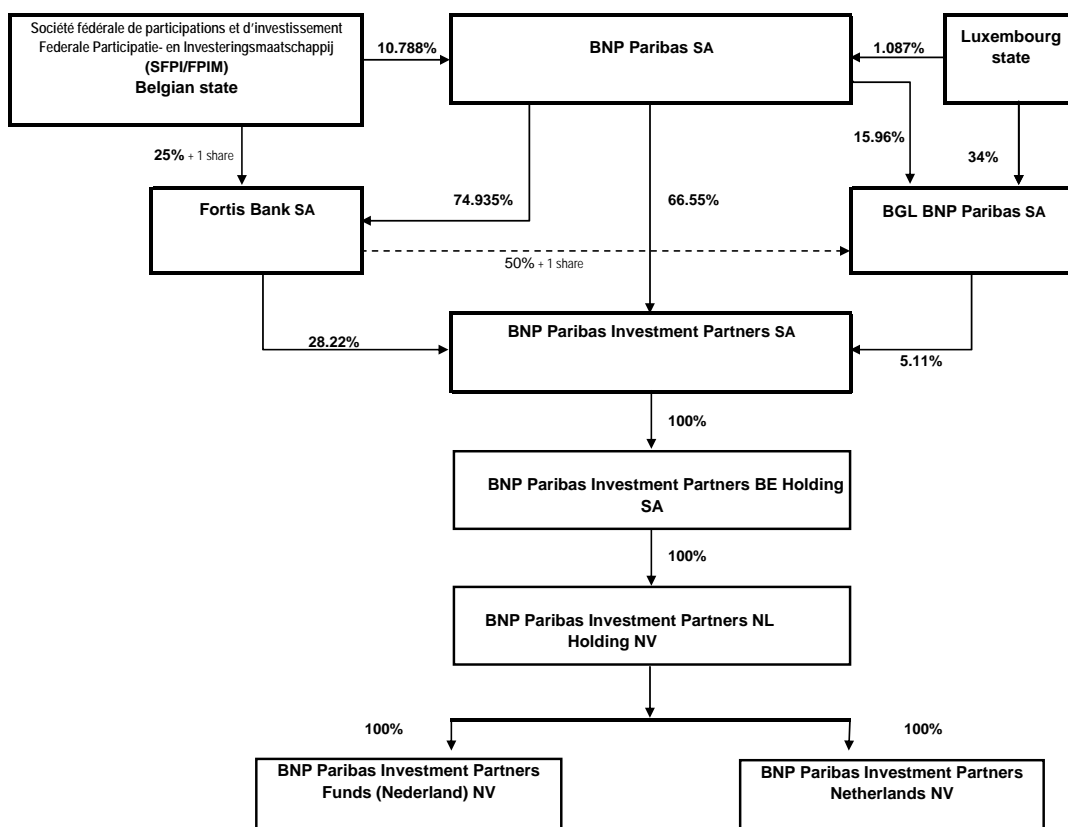 Société fédérale de participations et d'investissement
Federale Participatie- en Investeringsmaatschappij
(SFPI/FPIM)
Belgian state
10.788%
BNP Paribas SA
1.087%
Luxembourg
state
25% + 1 share
74.935%
66.55%
15.96%
34%
Fortis Bank SA
BGL BNP Paribas SA
50% + 1 share
28.22%
BNP Paribas Investment Partners SA
5.11%
100%
BNP Paribas Investment Partners BE Holding
SA
100%
BNP Paribas Investment Partners NL
Holding NV
100%
100%
BNP Paribas Investment Partners
Funds (Nederland) NV
BNP Paribas Investment Partners
Netherlands NV